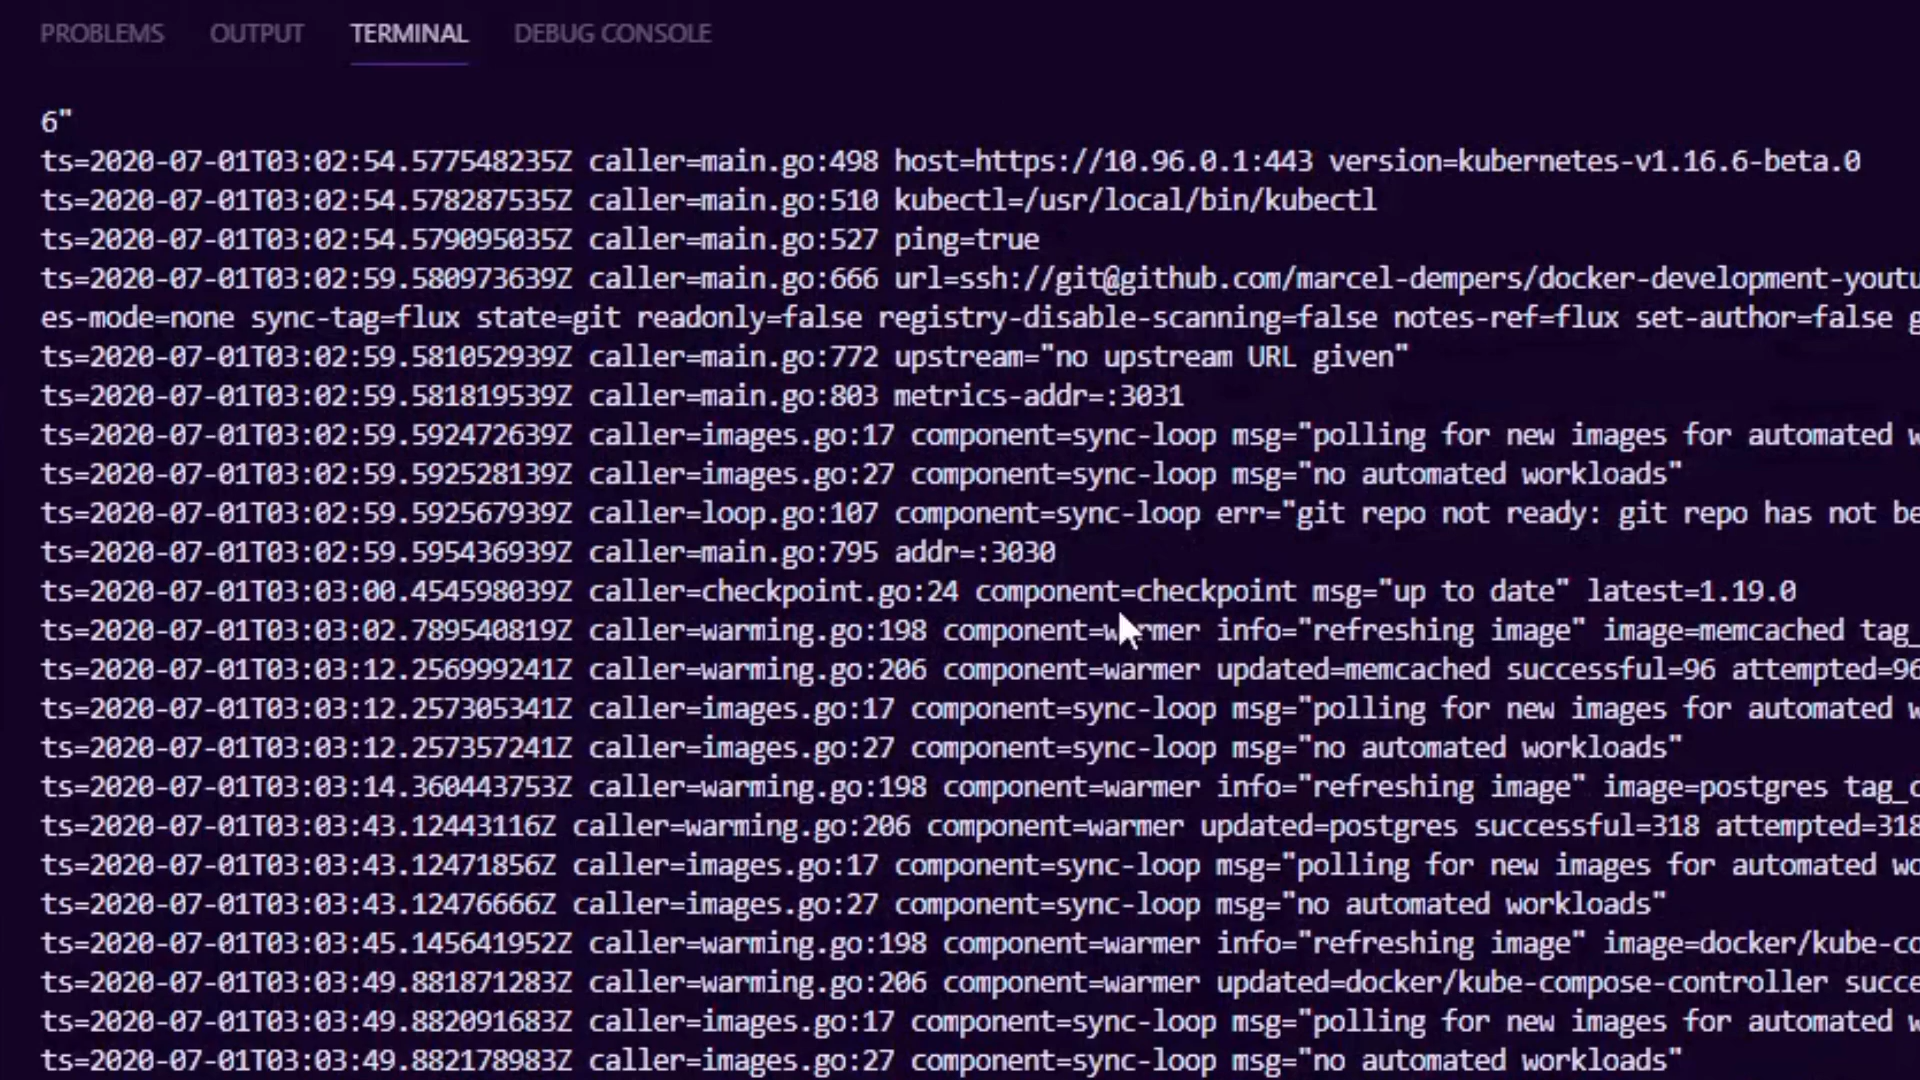 PROBLEMS OUTPUT TERMINAL DEBUG CONSOLE
6"
ts=2020-07-01T03:02:54.577548235Z caller=main.go:498 host=https://10.96.0.1:443 version=kubernetes-v1.16.6-beta.0
ts=2020-07-01T03:02:54.578287535Z caller=main.go:510 kubectl=/usr/local/bin/kubectl
ts=2020-07-01T03:02:54.579095035Z caller=main.go:527 ping=true
ts=2020-07-01T03:02:59.580973639Z caller=main.go:666 url=ssh://git@github.com/marcel-dempers/docker-development-youtu
es-mode=none sync-tag=flux state=git readonly=false registry-disable-scanning=false notes-ref=flux set-author=false g
ts=2020-07-01T03:02:59.581052939Z caller=main.go:772 upstream="no upstream URL given"
ts=2020-07-01T03:02:59.581819539Z caller=main.go:803 metrics-addr=:3031
ts=2020-07-01T03:02:59.592472639Z caller=images.go:17 component=sync-loop msg="polling for new images for automated w
ts=2020-07-01T03:02:59.592528139Z caller=images.go:27 component=sync-loop msg="no automated workloads"
ts=2020-07-01T03:02:59.592567939Z caller=loop.go:107 component=sync-loop err="git repo not ready: git repo has not be
ts=2020-07-01T03:02:59.595436939Z caller=main.go:795 addr=:3030
ts=2020-07-01T03:03:00.454598039Z caller=checkpoint.go:24 component=checkpoint msg="up to date" latest=1.19.0
ts=2020-07-01T03:03:02.789540819Z caller=warming.go:198 component=warmer info="refreshing image" image=memcached tag_
ts=2020-07-01T03:03:12.256999241Z caller=warming.go:206 component=warmer updated=memcached successful=96 attempted=96
ts=2020-07-01T03:03:12.257305341Z caller=images.go:17 component=sync-loop msg="polling for new images for automated w
ts=2020-07-01T03:03:12.257357241Z caller=images.go:27 component=sync-loop msg="no automated workloads"
ts=2020-07-01T03:03:14.360443753Z caller=warming.go:198 component=warmer info="refreshing image" image=postgres tag_c
ts=2020-07-01T03:03:43.12443116Z caller=warming.go:206 component=warmer updated=postgres successful=318 attempted=318
ts=2020-07-01T03:03:43.12471856Z caller=images.go:17 component=sync-loop msg="polling for new images for automated wo
ts=2020-07-01T03:03:43.12476666Z caller=images.go:27 component=sync-loop msg="no automated workloads"
ts=2020-07-01T03:03:45.145641952Z caller=warming.go:198 component=warmer info="refreshing image" image=docker/kube-co
ts=2020-07-01T03:03:49.881871283Z caller=warming.go:206 component=warmer updated=docker/kube-compose-controller succe
ts=2020-07-01T03:03:49.882091683Z caller=images.go:17 component=sync-loop msg="polling for new images for automated w
ts=2020-07-01T03:03:49.882178983Z caller=images.go:27 component=sync-loop msg="no automated workloads"